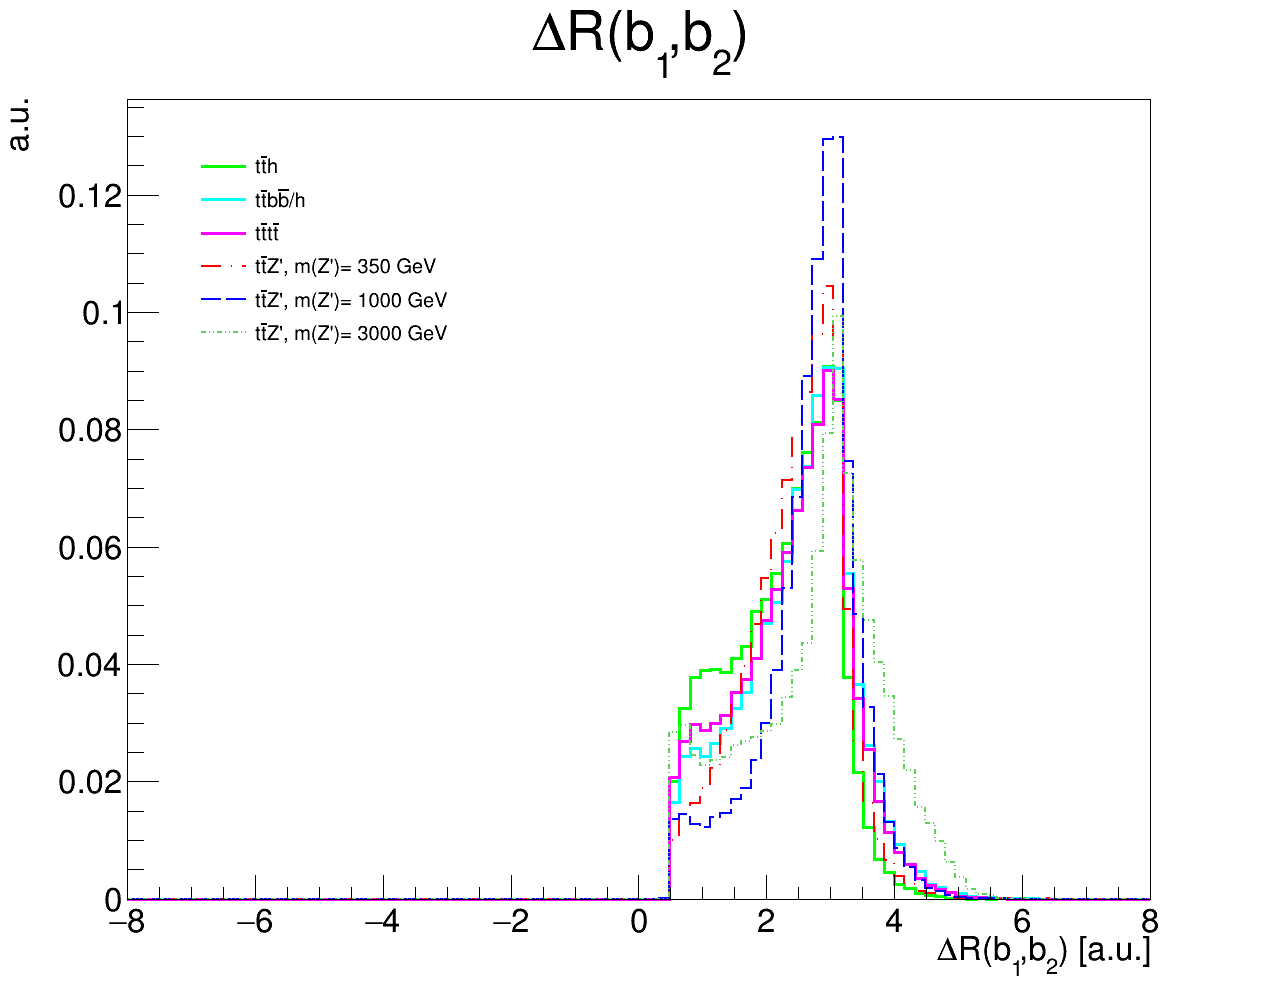 ΔR(b₁,b₂)
a.u.
tt̄h
tt̄bb̄/h
tt̄tt̄
tt̄Z', m(Z')= 350 GeV
tt̄Z', m(Z')= 1000 GeV
tt̄Z', m(Z')= 3000 GeV
0.12
0.1
0.08
0.06
0.04
0.02
0
−8 −6 −4 −2 0 2 4 6 8
ΔR(b₁,b₂) [a.u.]